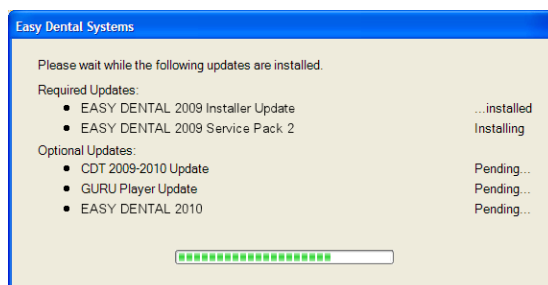 Easy Dental Systems
Please wait while the following updates are installed.
Required Updates:
• EASY DENTAL 2009 Installer Update ...installed
• EASY DENTAL 2009 Service Pack 2 Installing
Optional Updates:
• CDT 2009-2010 Update Pending...
• GURU Player Update Pending...
• EASY DENTAL 2010 Pending...